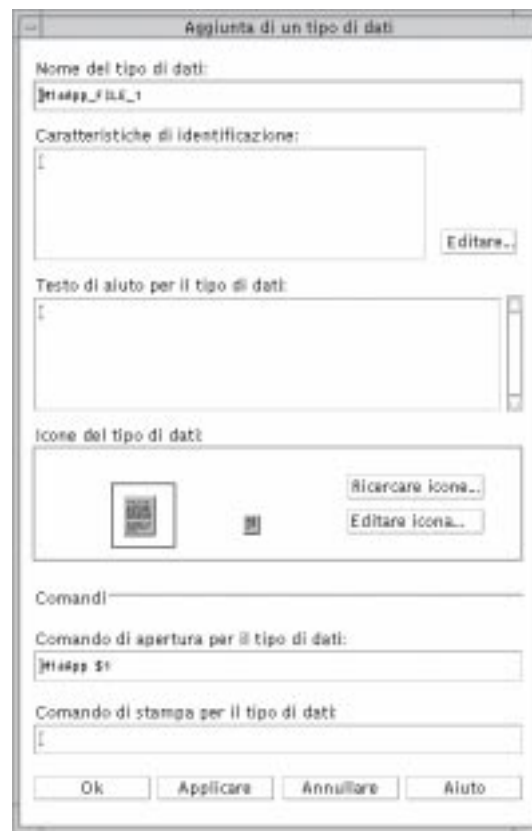 Aggiunta di un tipo di dati
Nome del tipo di dati:
MiaApp_FILE_1
Caratteristiche di identificazione:
Editare...
Testo di aiuto per il tipo di dati:
Icone del tipo di dati:
Ricercare icone...
Editare icona...
Comandi
Comando di apertura per il tipo di dati:
MiaApp $1
Comando di stampa per il tipo di dati:
Ok Applicare Annullare Aiuto